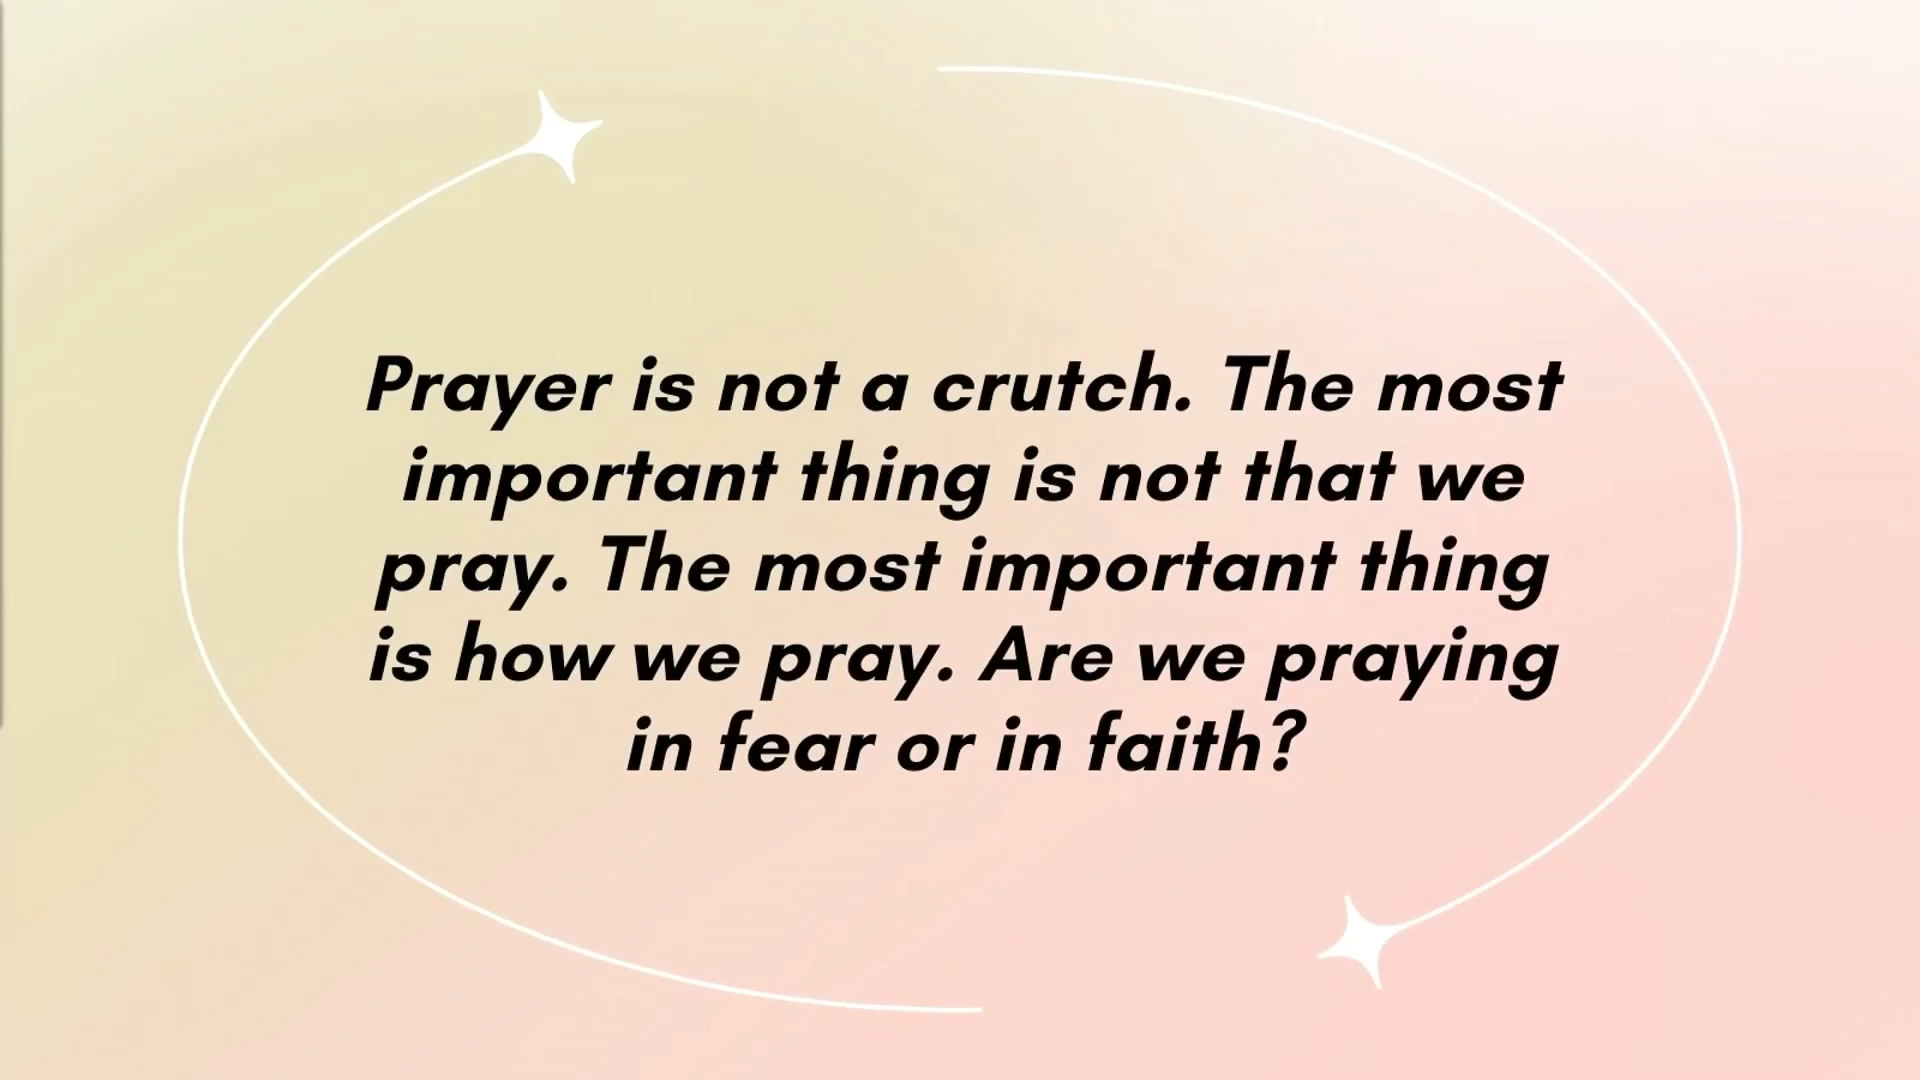 Prayer is not a crutch. The most
important thing is not that we
pray. The most important thing
is how we pray. Are we praying
in fear or in faith?